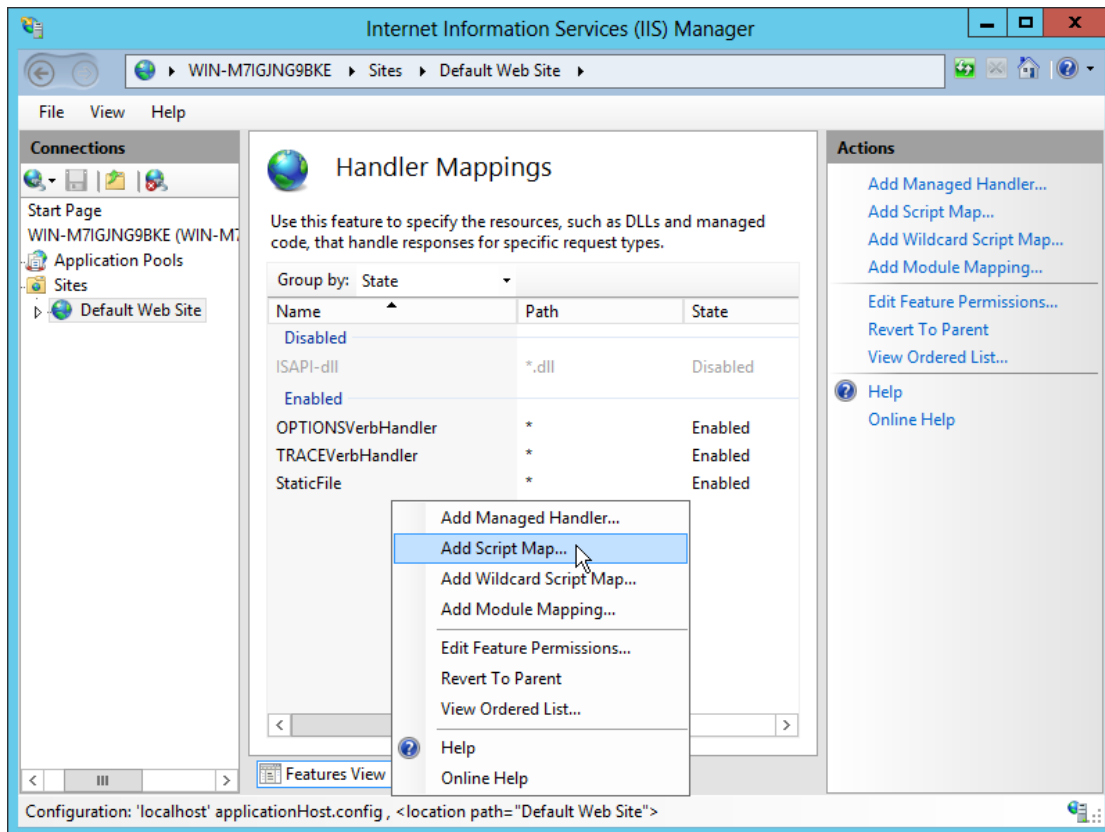 Internet Information Services (IIS) Manager
WIN-M7IGJNG9BKE Sites Default Web Site
File View Help
Connections
Start Page
WIN-M7IGJNG9BKE (WIN-M7
Application Pools
Sites
Default Web Site
Handler Mappings
Use this feature to specify the resources, such as DLLs and managed
code, that handle responses for specific request types.
Group by: State
Name Path State
Disabled
ISAPI-dll *.dll Disabled
Enabled
OPTIONSVerbHandler * Enabled
TRACEVerbHandler * Enabled
StaticFile * Enabled
Add Managed Handler...
Add Script Map...
Add Wildcard Script Map...
Add Module Mapping...
Edit Feature Permissions...
Revert To Parent
View Ordered List...
Help
Online Help
Features View
Actions
Add Managed Handler...
Add Script Map...
Add Wildcard Script Map...
Add Module Mapping...
Edit Feature Permissions...
Revert To Parent
View Ordered List...
Help
Online Help
Configuration: 'localhost' applicationHost.config , <location path="Default Web Site">